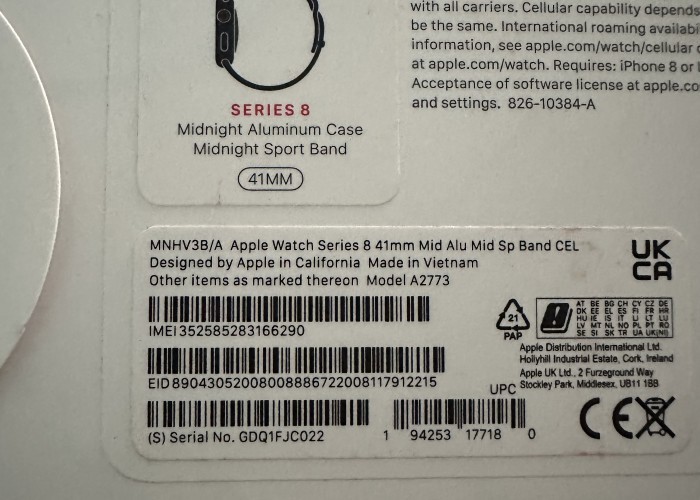 with all carriers. Cellular capability depends
be the same. International roaming availabi
information, see apple.com/watch/cellular
at apple.com/watch. Requires: iPhone 8 or l
Acceptance of software license at apple.co
and settings. 826-10384-A
SERIES 8
Midnight Aluminum Case
Midnight Sport Band
41MM
MNHV3B/A Apple Watch Series 8 41mm Mid Alu Mid Sp Band CEL
Designed by Apple in California Made in Vietnam
Other items as marked thereon Model A2773
UK
CA
IMEI 352585283166290
21
PAP
AT BE BG CH CY CZ DE
DK EE EL ES FI FR HR
HU IE IS IT LI LT LU
LV MT NL NO PL PT RO
SE SI SK TR UA UK(NI)
Apple Distribution International Ltd.
Hollyhill Industrial Estate, Cork, Ireland
Apple UK Ltd., 2 Furzeground Way
Stockley Park, Middlesex, UB11 1BB
EID 89043052008008886722008117912215
UPC
(S) Serial No. GDQ1FJC022
1 94253 17718 0
CE